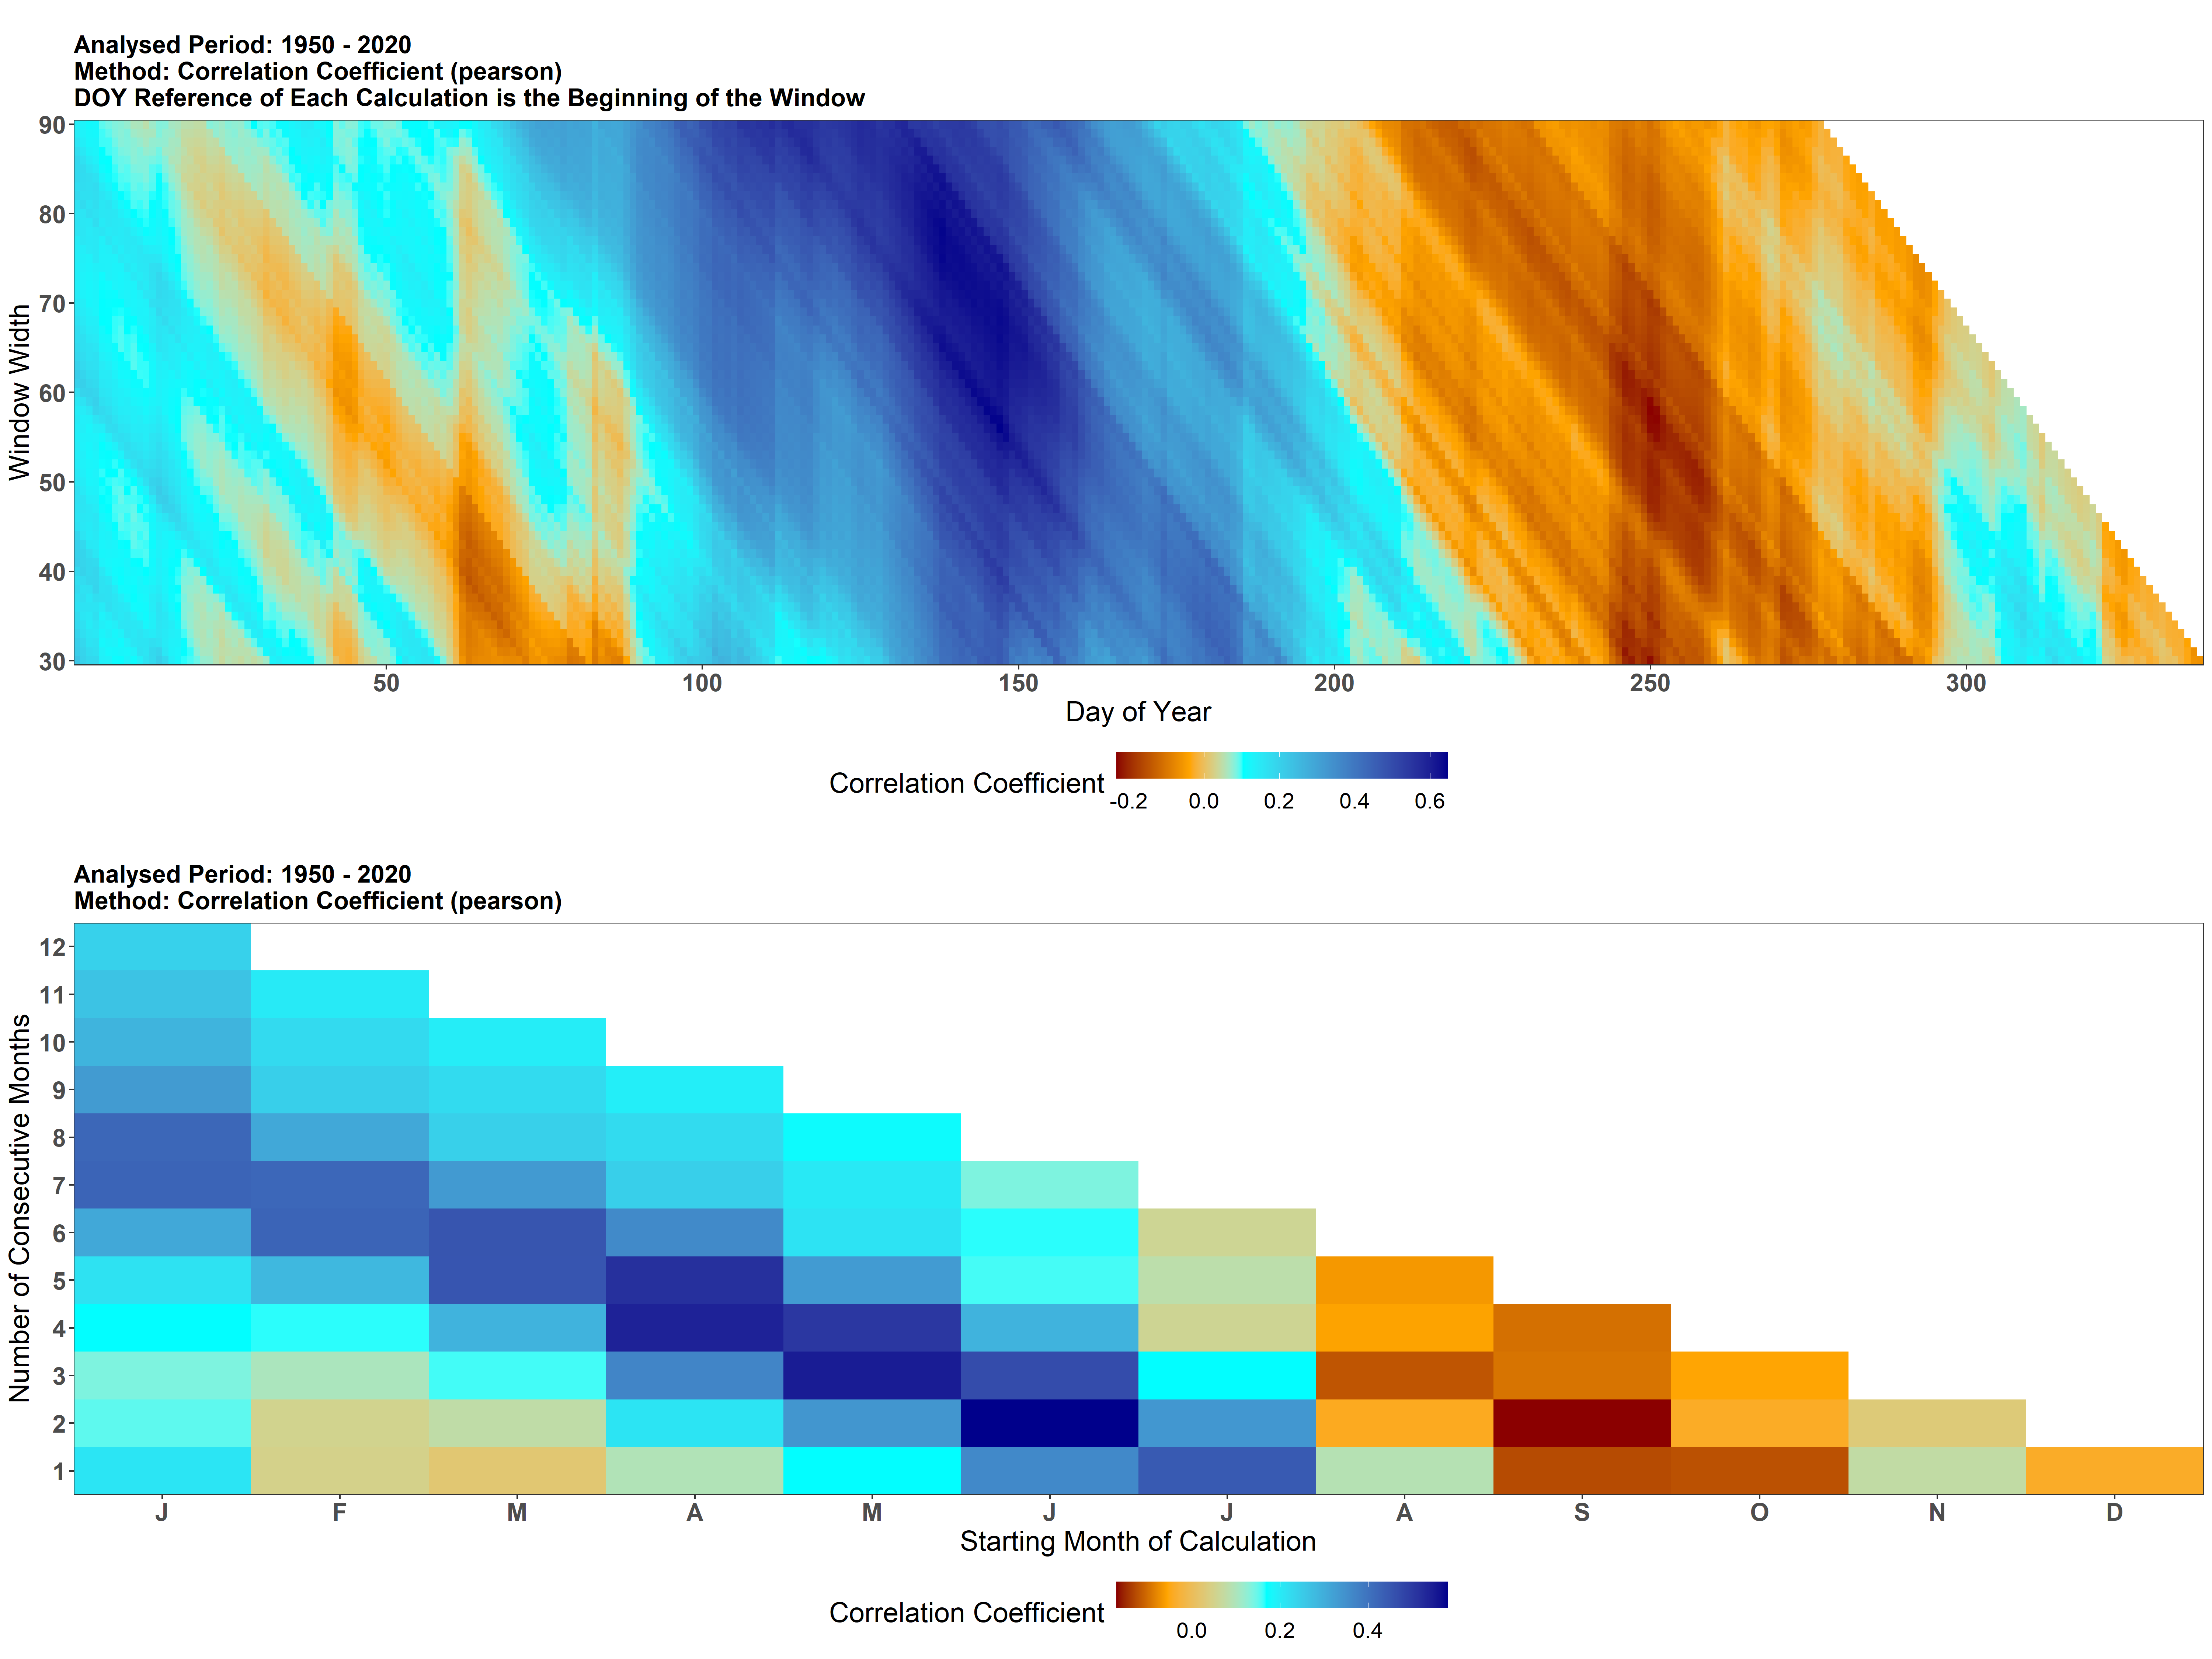 Analysed Period: 1950 - 2020
Method: Correlation Coefficient (pearson)
DOY Reference of Each Calculation is the Beginning of the Window
90
80
70
60
50
40
30
Window Width
50 100 150 200 250 300
Day of Year
Correlation Coefficient
-0.2 0.0 0.2 0.4 0.6
Analysed Period: 1950 - 2020
Method: Correlation Coefficient (pearson)
12
11
10
9
8
7
6
5
4
3
2
1
Number of Consecutive Months
J F M A M J J A S O N D
Starting Month of Calculation
Correlation Coefficient
0.0 0.2 0.4